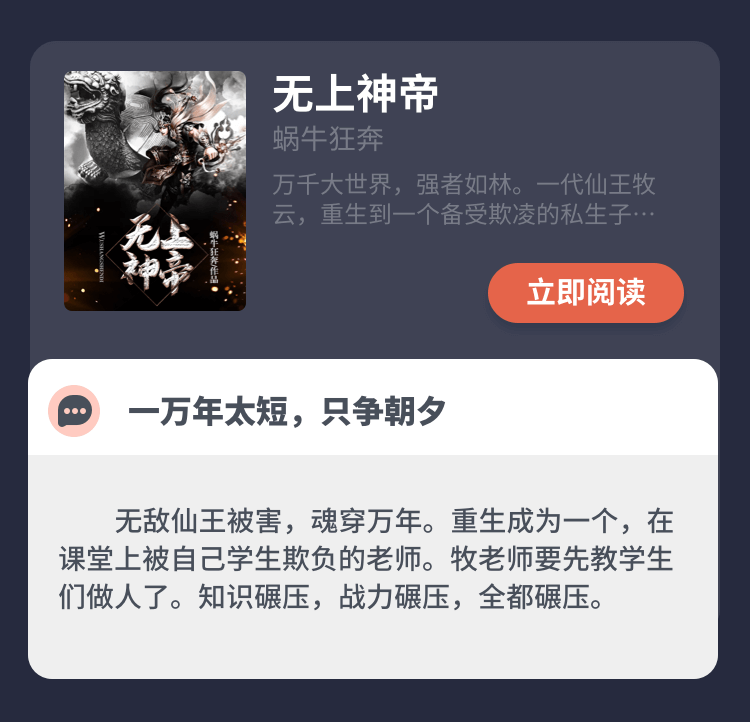 无上神帝
蜗牛狂奔
万千大世界，强者如林。一代仙王牧
云，重生到一个备受欺凌的私生子…
无上
神帝
WUSHANGSHENDI
蜗牛狂奔作品
立即阅读
一万年太短，只争朝夕
无敌仙王被害，魂穿万年。重生成为一个，在
课堂上被自己学生欺负的老师。牧老师要先教学生
们做人了。知识碾压，战力碾压，全都碾压。